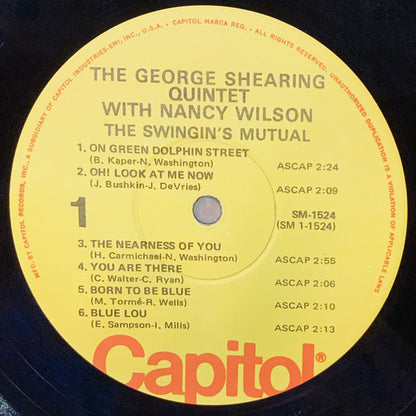 MFD. BY CAPITOL RECORDS, INC., A SUBSIDIARY OF CAPITOL INDUSTRIES-EMI, INC., U.S.A. • CAPITOL MARCA REG. • ALL RIGHTS RESERVED. UNAUTHORIZED DUPLICATION IS A VIOLATION OF APPLICABLE LAWS
THE GEORGE SHEARING
QUINTET
WITH NANCY WILSON
THE SWINGIN'S MUTUAL
1. ON GREEN DOLPHIN STREET
(B. Kaper-N. Washington) ASCAP 2:24
2. OH! LOOK AT ME NOW
(J. Bushkin-J. DeVries) ASCAP 2:09
1
SM-1524
(SM 1-1524)
3. THE NEARNESS OF YOU
(H. Carmichael-N. Washington) ASCAP 2:55
4. YOU ARE THERE
(C. Walter-C. Ryan) ASCAP 2:06
5. BORN TO BE BLUE
(M. Tormé-R. Wells) ASCAP 2:10
6. BLUE LOU
(E. Sampson-I. Mills) ASCAP 2:13
Capitol®